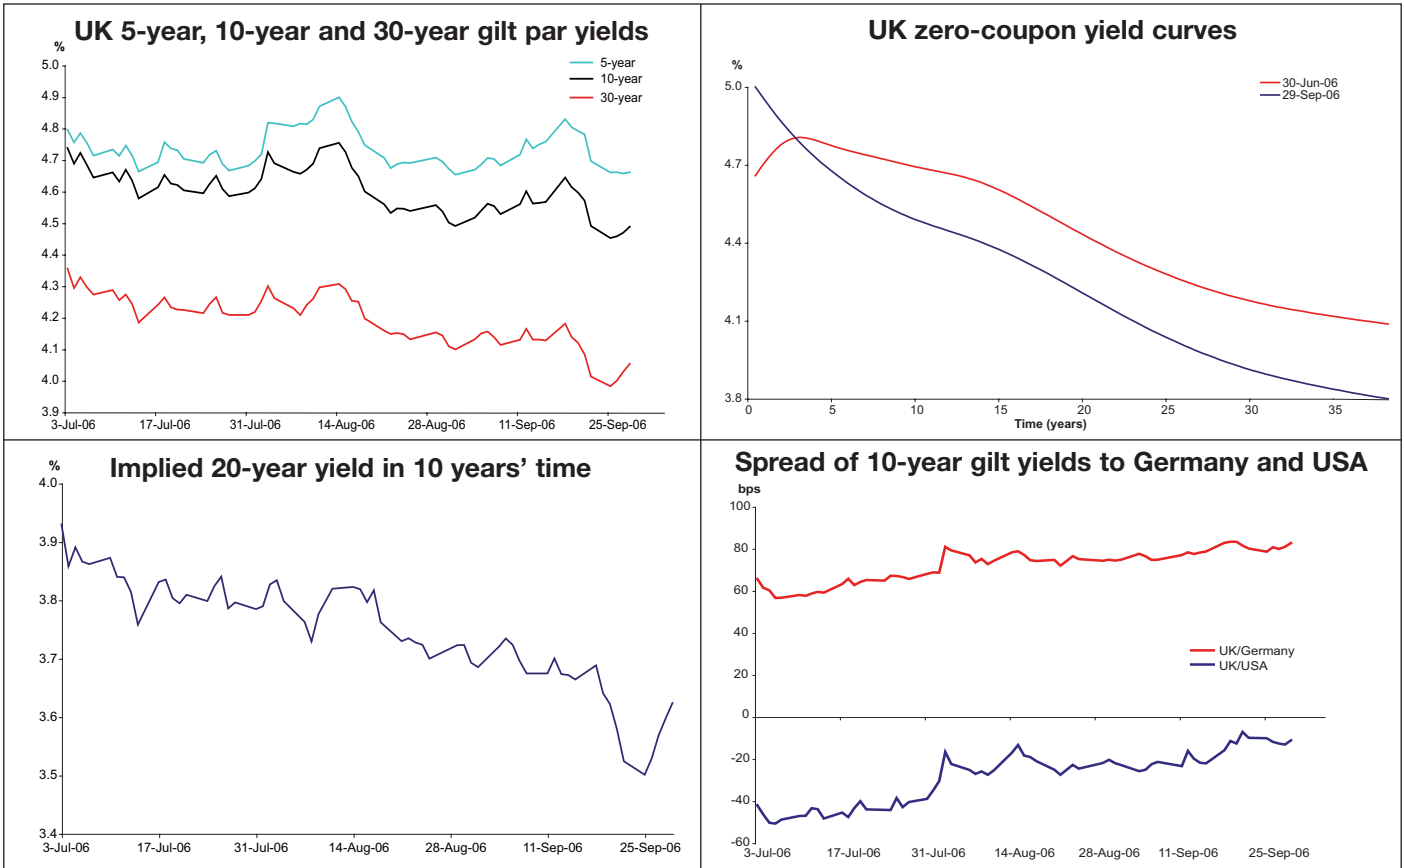 UK 5-year, 10-year and 30-year gilt par yields
%
5.0
4.9
4.8
4.7
4.6
4.5
4.4
4.3
4.2
4.1
4.0
3.9
5-year
10-year
30-year
3-Jul-06 17-Jul-06 31-Jul-06 14-Aug-06 28-Aug-06 11-Sep-06 25-Sep-06
UK zero-coupon yield curves
%
5.0
4.7
4.4
4.1
3.8
30-Jun-06
29-Sep-06
0 5 10 15 20 25 30 35
Time (years)
Implied 20-year yield in 10 years’ time
%
4.0
3.9
3.8
3.7
3.6
3.5
3.4
3-Jul-06 17-Jul-06 31-Jul-06 14-Aug-06 28-Aug-06 11-Sep-06 25-Sep-06
Spread of 10-year gilt yields to Germany and USA
bps
100
80
60
40
20
0
-20
-40
-60
UK/Germany
UK/USA
3-Jul-06 17-Jul-06 31-Jul-06 14-Aug-06 28-Aug-06 11-Sep-06 25-Sep-06